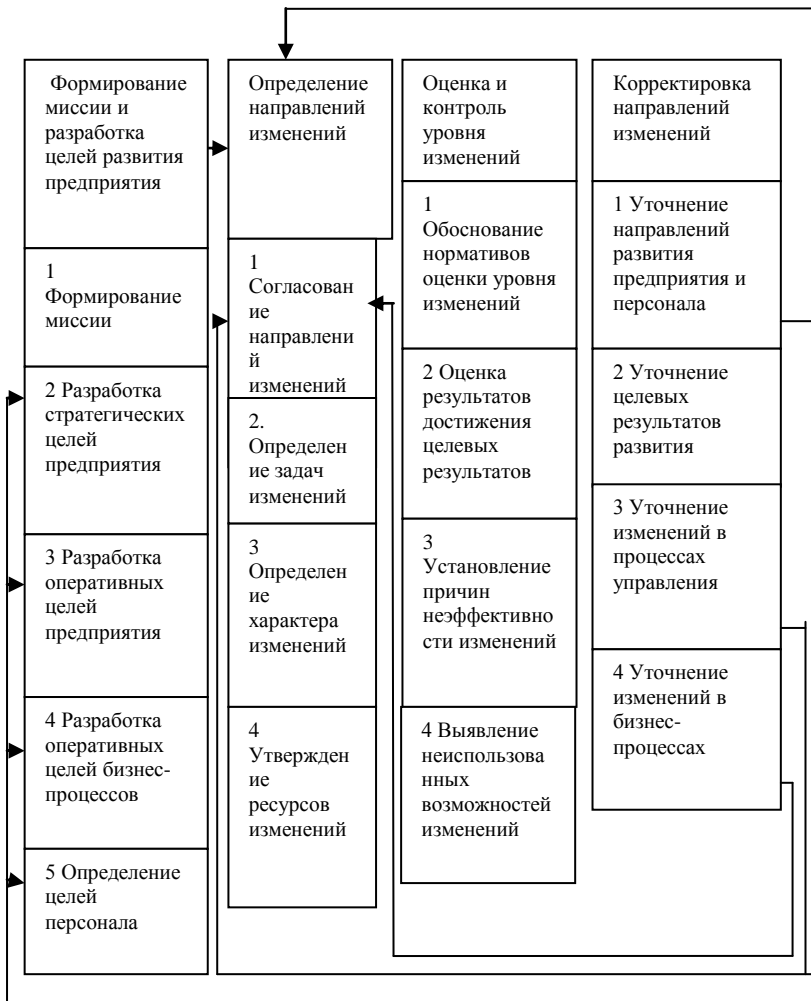 Формирование
миссии и
разработка
целей развития
предприятия
1
Формирование
миссии
2 Разработка
стратегических
целей
предприятия
3 Разработка
оперативных
целей
предприятия
4 Разработка
оперативных
целей бизнес-
процессов
5 Определение
целей
персонала
Определение
направлений
изменений
1
Согласован
ие
направлени
й
изменений
2.
Определен
ие задач
изменений
3
Определен
ие
характера
изменений
4
Утвержден
ие
ресурсов
изменений
Оценка и
контроль
уровня
изменений
1
Обоснование
нормативов
оценки уровня
изменений
2 Оценка
результатов
достижения
целевых
результатов
3
Установление
причин
неэффективно
сти изменений
4 Выявление
неиспользова
нных
возможностей
изменений
Корректировка
направлений
изменений
1 Уточнение
направлений
развития
предприятия и
персонала
2 Уточнение
целевых
результатов
развития
3 Уточнение
изменений в
процессах
управления
4 Уточнение
изменений в
бизнес-
процессах